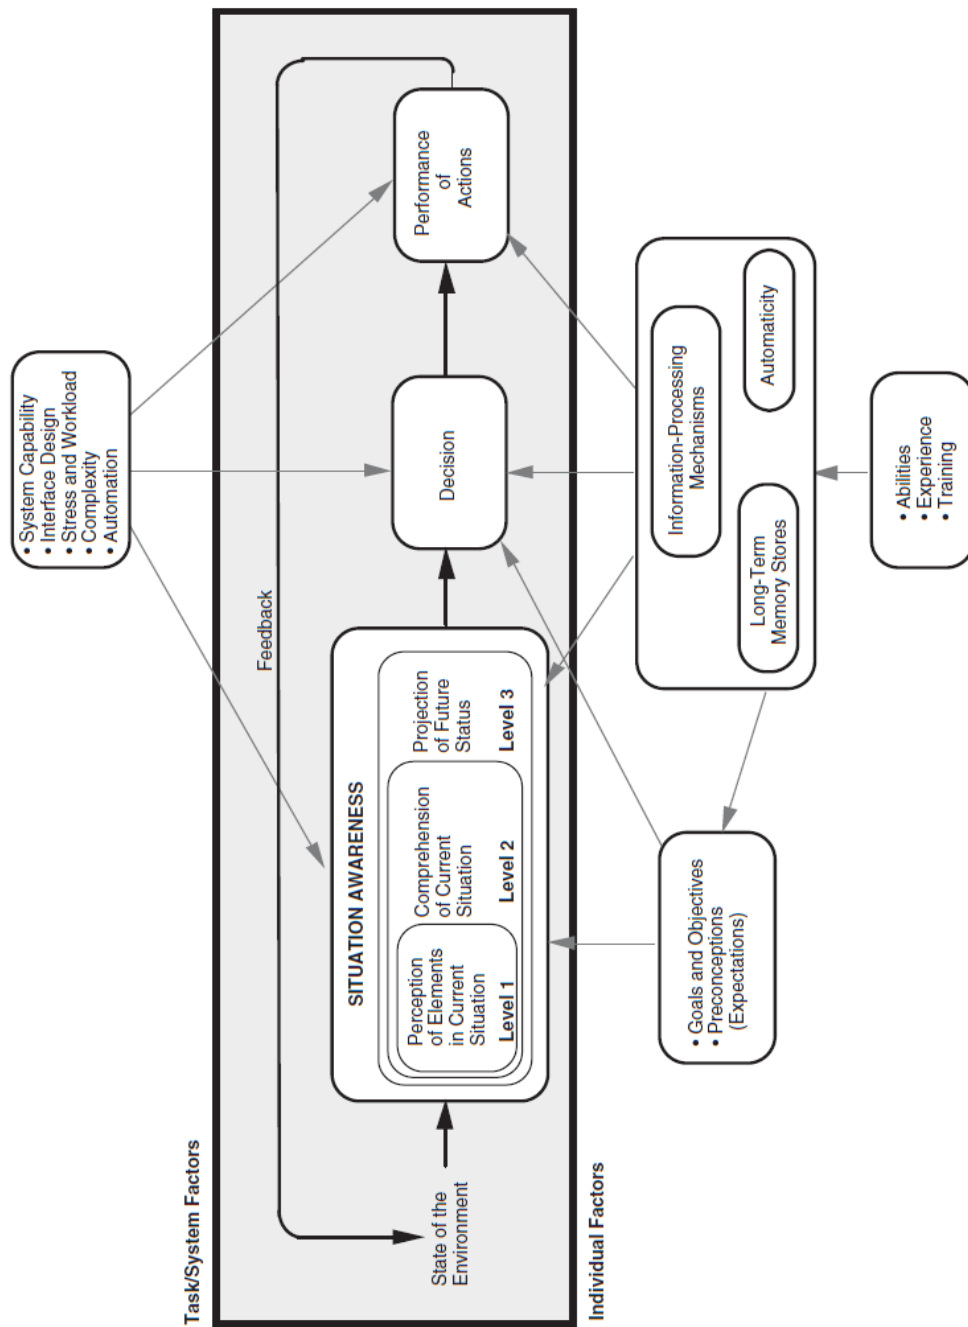 • System Capability
• Interface Design
• Stress and Workload
• Complexity
• Automation
Task/System Factors
Feedback
SITUATION AWARENESS
State of the
Environment
Perception
of Elements
in Current
Situation
Level 1
Comprehension
of Current
Situation
Level 2
Projection
of Future
Status
Level 3
Decision
Performance
of
Actions
Individual Factors
• Goals and Objectives
• Preconceptions
(Expectations)
Information-Processing
Mechanisms
Long-Term
Memory Stores
Automaticity
• Abilities
• Experience
• Training